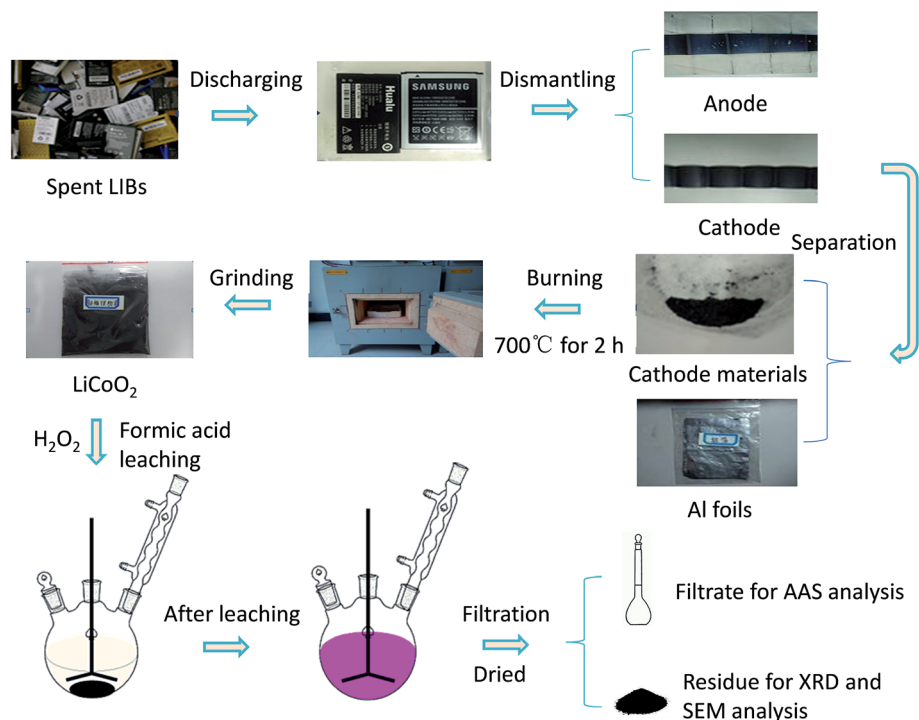 Discharging
Dismantling
Hualu
SAMSUNG
Anode
Spent LIBs
Cathode
Separation
Grinding
Burning
700℃ for 2 h
LiCoO₂
Cathode materials
H₂O₂
Formic acid
leaching
Al foils
After leaching
Filtration
Dried
Filtrate for AAS analysis
Residue for XRD and
SEM analysis